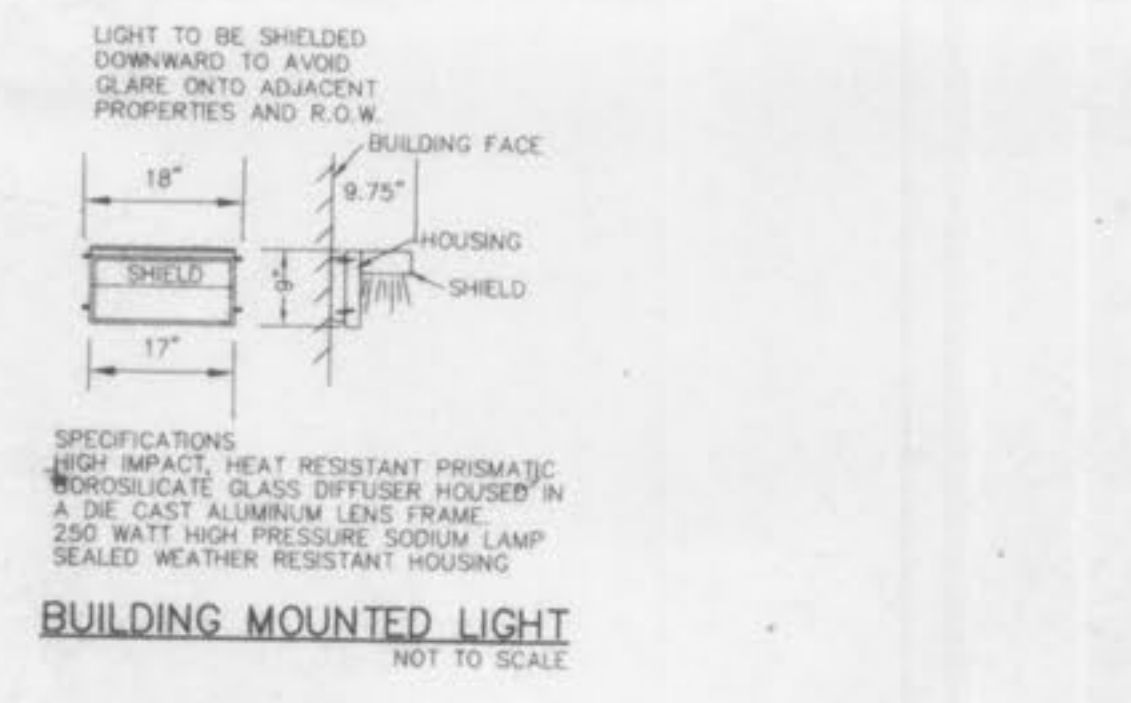 LIGHT TO BE SHIELDED
DOWNWARD TO AVOID
GLARE ONTO ADJACENT
PROPERTIES AND R.O.W.
BUILDING FACE
18"
9.75"
HOUSING
SHIELD
9"
SHIELD
17"
SPECIFICATIONS
HIGH IMPACT, HEAT RESISTANT PRISMATIC
BOROSILICATE GLASS DIFFUSER HOUSED IN
A DIE CAST ALUMINUM LENS FRAME.
250 WATT HIGH PRESSURE SODIUM LAMP
SEALED WEATHER RESISTANT HOUSING
BUILDING MOUNTED LIGHT
NOT TO SCALE